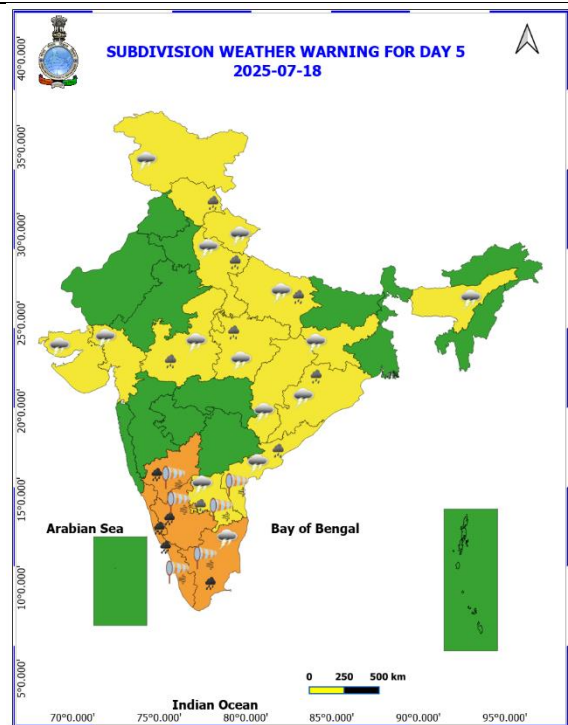 SUBDIVISION WEATHER WARNING FOR DAY 5
2025-07-18
40°0.000'
35°0.000'
30°0.000'
25°0.000'
20°0.000'
15°0.000'
10°0.000'
5°0.000'
Arabian Sea
Bay of Bengal
0 250 500 km
Indian Ocean
70°0.000' 75°0.000' 80°0.000' 85°0.000' 90°0.000' 95°0.000'